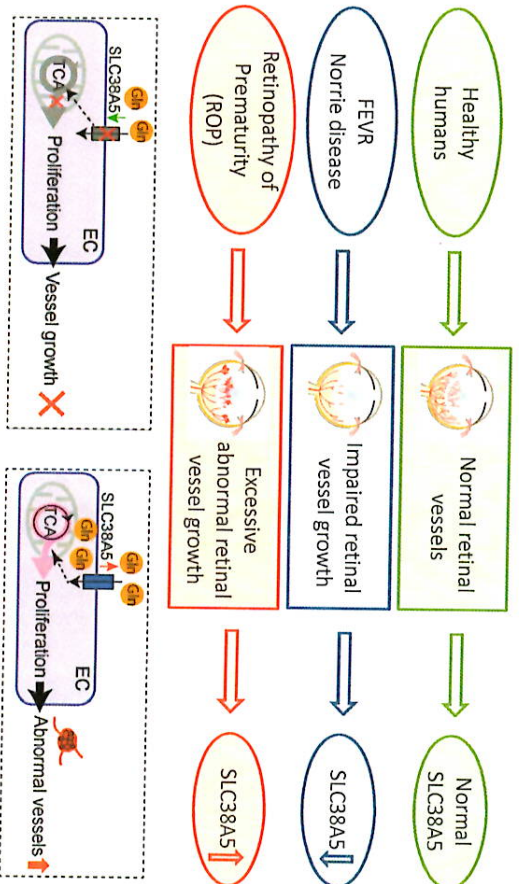 Healthy
humans
Normal retinal
vessels
Normal
SLC38A5
FEVR
Norrie disease
Impaired retinal
vessel growth
SLC38A5
Retinopathy of
Prematurity
(ROP)
Excessive
abnormal retinal
vessel growth
SLC38A5
Gln
Gln
SLC38A5
EC
TCA
Proliferation
Vessel growth
Gln
Gln
SLC38A5
EC
Gln
Gln
TCA
Proliferation
Abnormal vessels